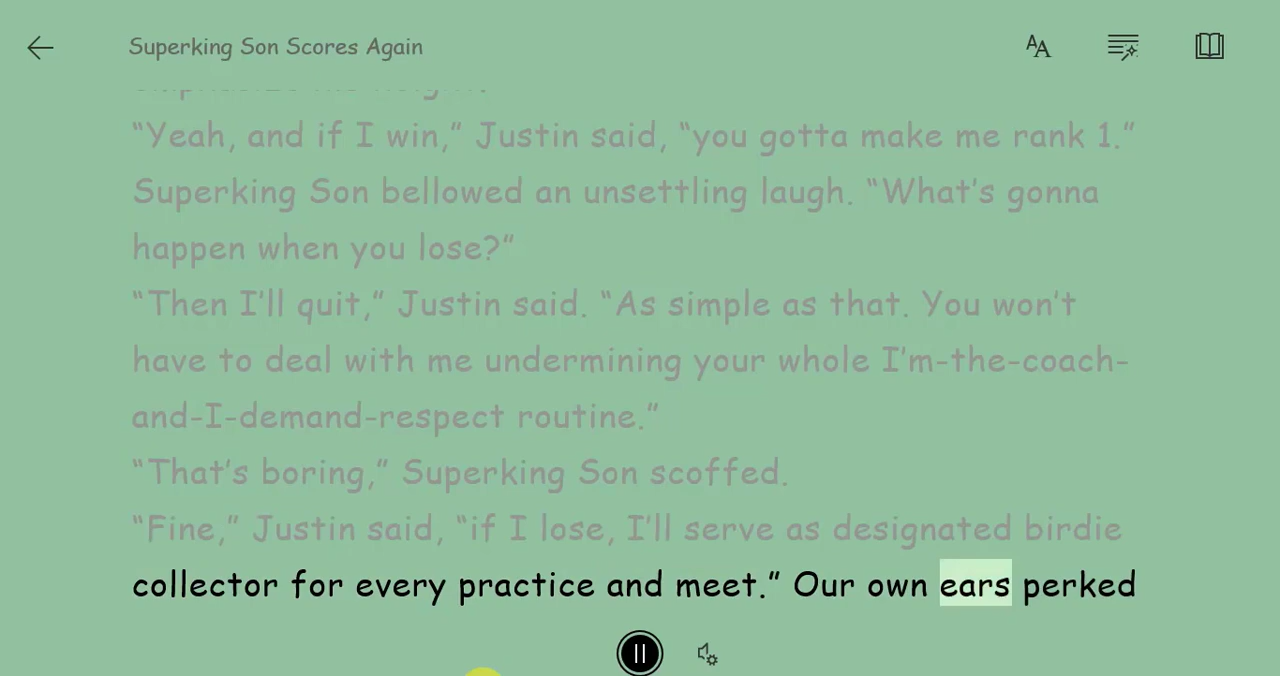 Superking Son Scores Again
“Yeah, and if I win,” Justin said, “you gotta make me rank 1.”
Superking Son bellowed an unsettling laugh. “What’s gonna
happen when you lose?”
“Then I’ll quit,” Justin said. “As simple as that. You won’t
have to deal with me undermining your whole I’m-the-coach-
and-I-demand-respect routine.”
“That’s boring,” Superking Son scoffed.
“Fine,” Justin said, “if I lose, I’ll serve as designated birdie
collector for every practice and meet.” Our own ears perked